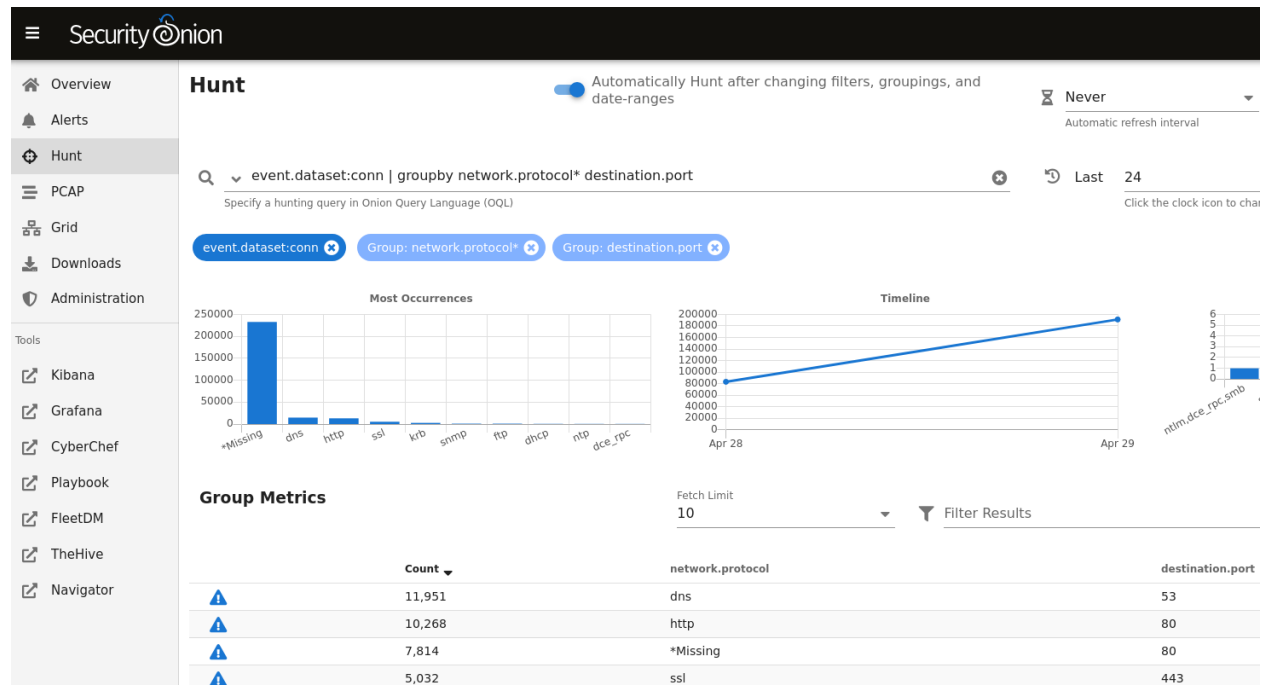 Security Onion
Overview
Alerts
Hunt
PCAP
Grid
Downloads
Administration
Tools
Kibana
Grafana
CyberChef
Playbook
FleetDM
TheHive
Navigator
Hunt
Automatically Hunt after changing filters, groupings, and
date-ranges
Never
Automatic refresh interval
event.dataset:conn | groupby network.protocol* destination.port
Specify a hunting query in Onion Query Language (OQL)
Last 24
Click the clock icon to char
event.dataset:conn Group: network.protocol* Group: destination.port
Most Occurrences
250000
200000
150000
100000
50000
0
*Missing dns http ssl krb snmp ftp dhcp ntp dce_rpc
Timeline
200000
180000
160000
140000
120000
100000
80000
60000
40000
20000
0
Apr 28 Apr 29
6
5
4
3
2
1
0
ntlm,dce_rpc,smb
Group Metrics
Fetch Limit
10
Filter Results
Count network.protocol destination.port
11,951 dns 53
10,268 http 80
7,814 *Missing 80
5,032 ssl 443